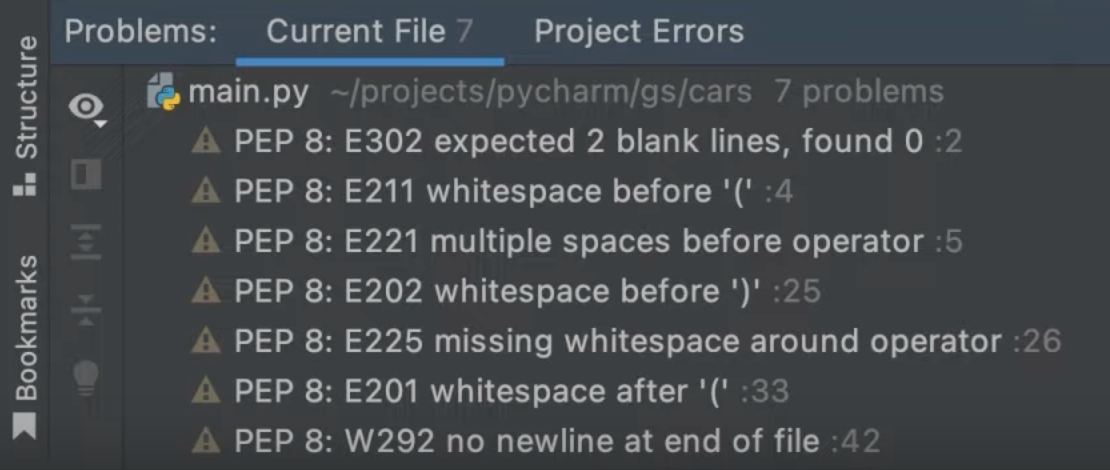 Problems: Current File 7 Project Errors
main.py ~/projects/pycharm/gs/cars 7 problems
PEP 8: E302 expected 2 blank lines, found 0 :2
PEP 8: E211 whitespace before '(' :4
PEP 8: E221 multiple spaces before operator :5
PEP 8: E202 whitespace before ')' :25
PEP 8: E225 missing whitespace around operator :26
PEP 8: E201 whitespace after '(' :33
PEP 8: W292 no newline at end of file :42
Structure
Bookmarks